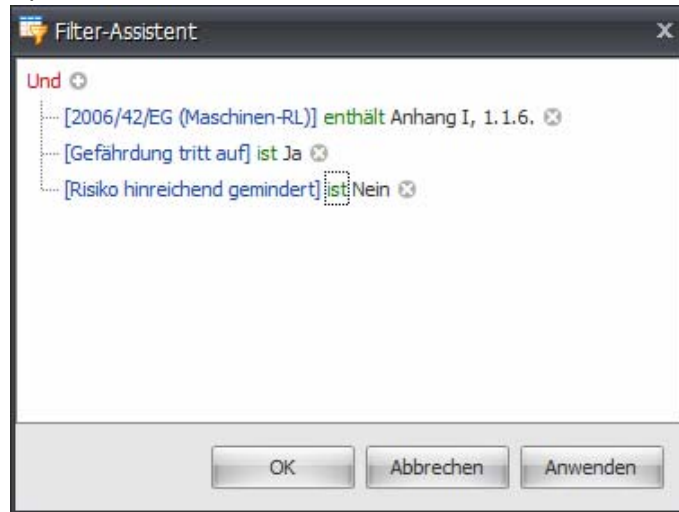 Filter-Assistent
Und
[2006/42/EG (Maschinen-RL)] enthält Anhang I, 1.1.6.
[Gefährdung tritt auf] ist Ja
[Risiko hinreichend gemindert] ist Nein
OK Abbrechen Anwenden